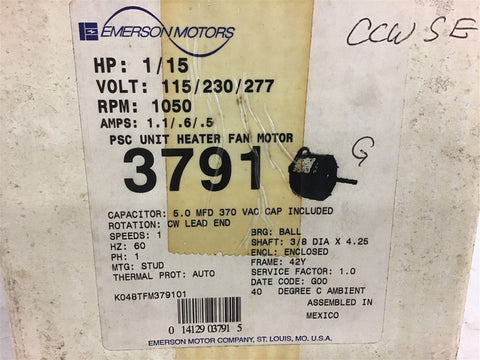 EMERSON MOTORS
CCW SE
HP: 1/15
VOLT: 115/230/277
RPM: 1050
AMPS: 1.1/.6/.5
PSC UNIT HEATER FAN MOTOR
3791
G
CAPACITOR: 5.0 MFD 370 VAC CAP INCLUDED
ROTATION: CW LEAD END
SPEEDS: 1
HZ: 60
PH: 1
MTG: STUD
THERMAL PROT: AUTO
BRG: BALL
SHAFT: 3/8 DIA X 4.25
ENCL: ENCLOSED
FRAME: 42Y
SERVICE FACTOR: 1.0
DATE CODE: G00
40 DEGREE C AMBIENT
K048TFM379101
ASSEMBLED IN
MEXICO
0 14129 03791 5
EMERSON MOTOR COMPANY, ST. LOUIS, MO. U.S.A.